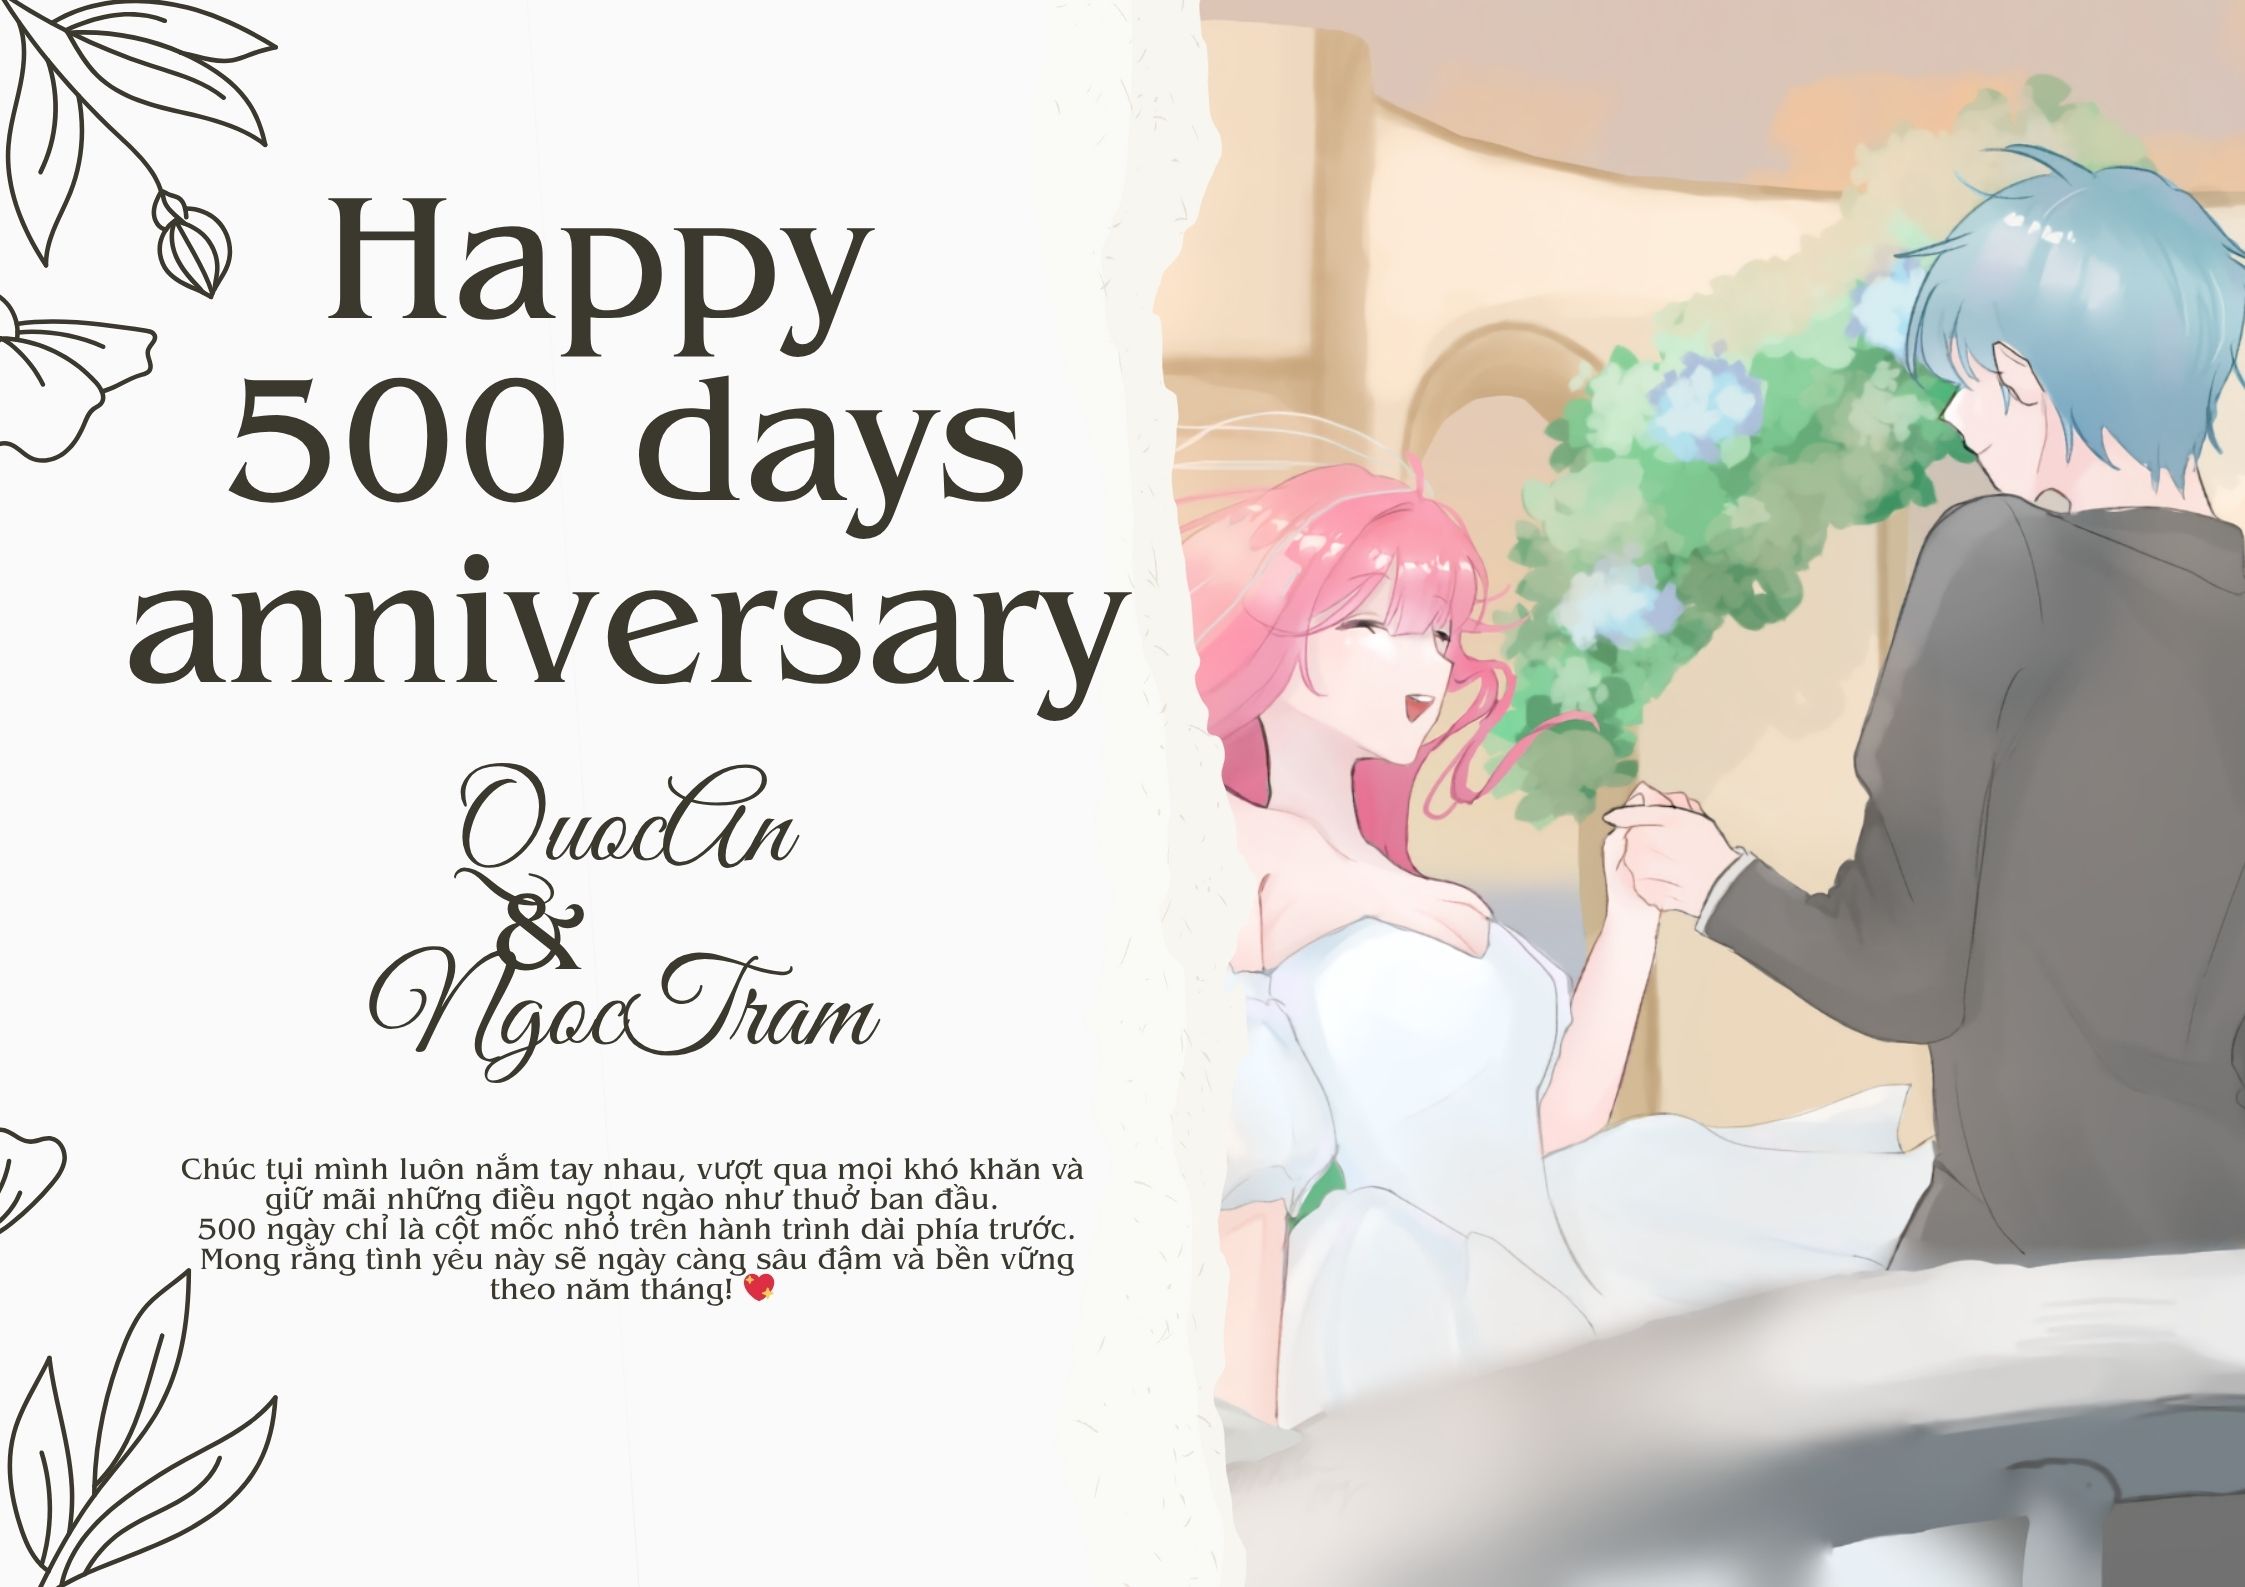 Happy
500 days
anniversary
QuocAn
&
NgocTram
Chúc tụi mình luôn nắm tay nhau, vượt qua mọi khó khăn và
giữ mãi những điều ngọt ngào như thuở ban đầu.
500 ngày chỉ là cột mốc nhỏ trên hành trình dài phía trước.
Mong rằng tình yêu này sẽ ngày càng sâu đậm và bền vững
theo năm tháng! 💖